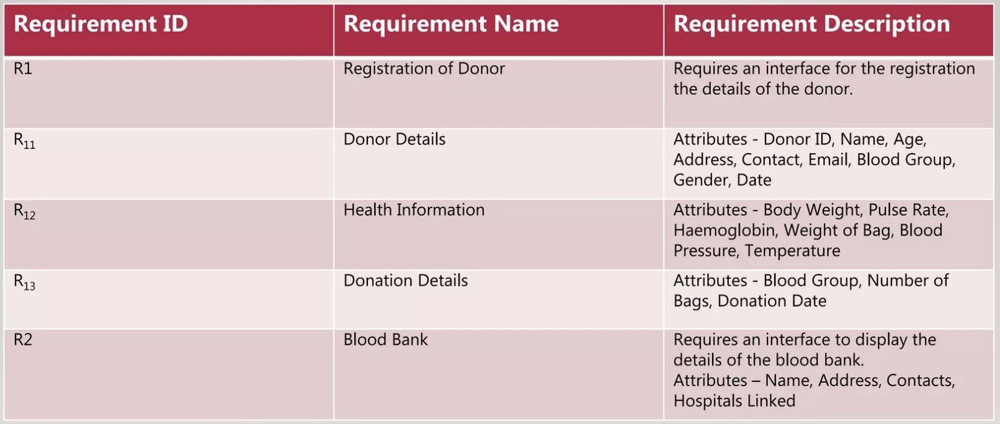 Requirement ID
Requirement Name
Requirement Description
R1
Registration of Donor
Requires an interface for the registration
the details of the donor.
R11
Donor Details
Attributes - Donor ID, Name, Age,
Address, Contact, Email, Blood Group,
Gender, Date
R12
Health Information
Attributes - Body Weight, Pulse Rate,
Haemoglobin, Weight of Bag, Blood
Pressure, Temperature
R13
Donation Details
Attributes - Blood Group, Number of
Bags, Donation Date
R2
Blood Bank
Requires an interface to display the
details of the blood bank.
Attributes – Name, Address, Contacts,
Hospitals Linked